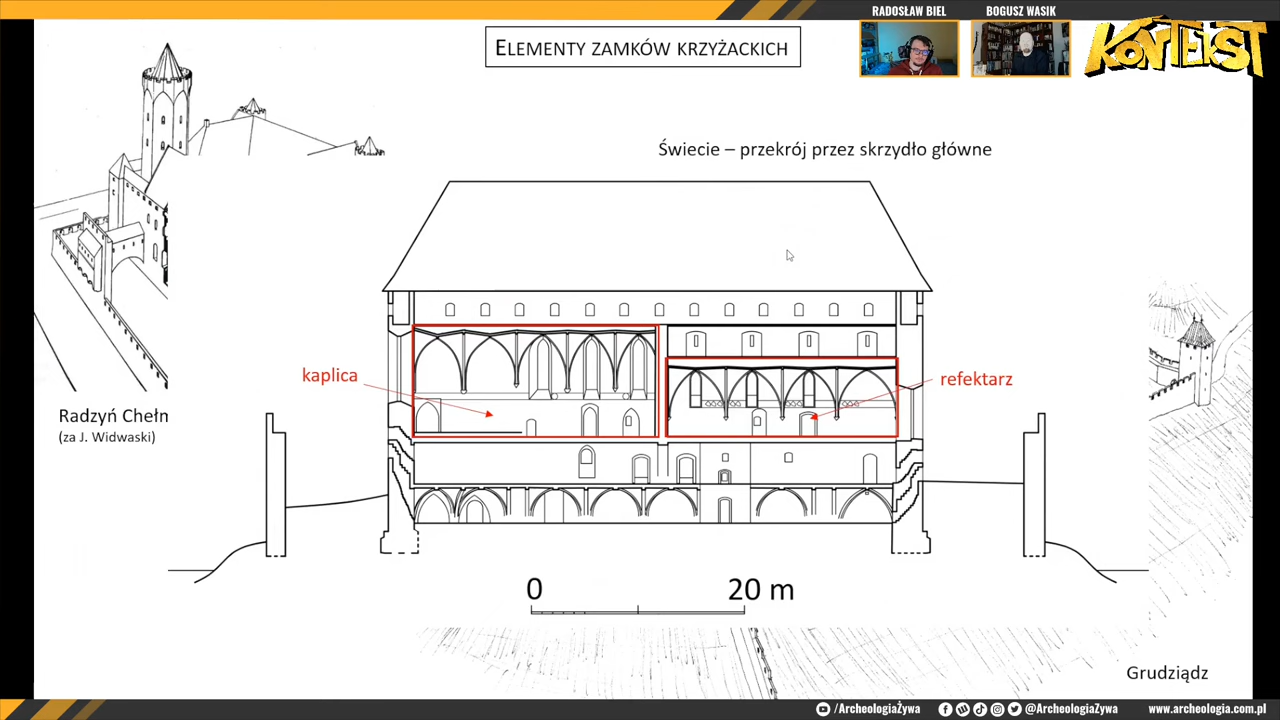 RADOSŁAW BIEL
BOGUSZ WASIK
KONTEKST
ELEMENTY ZAMKÓW KRZYŻACKICH
Świecie – przekrój przez skrzydło główne
kaplica
refektarz
Radzyń Chełn
(za J. Widwaski)
0 20 m
Grudziądz
/ArcheologiaŻywa
@ArcheologiaŻywa
www.archeologia.com.pl